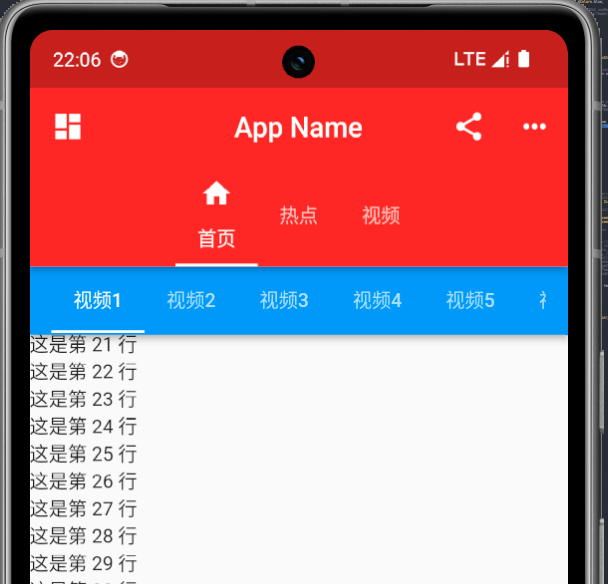 22:06 LTE
App Name
首页 热点 视频
视频1 视频2 视频3 视频4 视频5
这是第 21 行
这是第 22 行
这是第 23 行
这是第 24 行
这是第 25 行
这是第 26 行
这是第 27 行
这是第 28 行
这是第 29 行